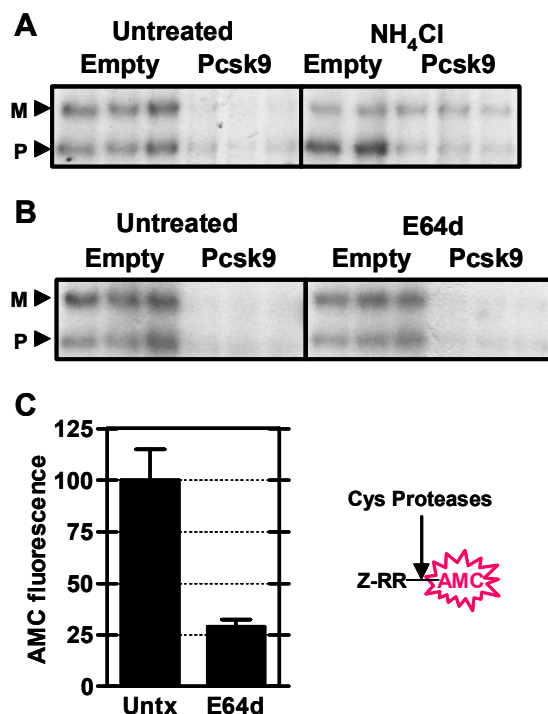 A
Untreated NH₄Cl
Empty Pcsk9 Empty Pcsk9
M
P
B
Untreated E64d
Empty Pcsk9 Empty Pcsk9
M
P
C
AMC fluorescence
125
100
75
50
25
0
Untx E64d
Cys Proteases
Z-RR AMC